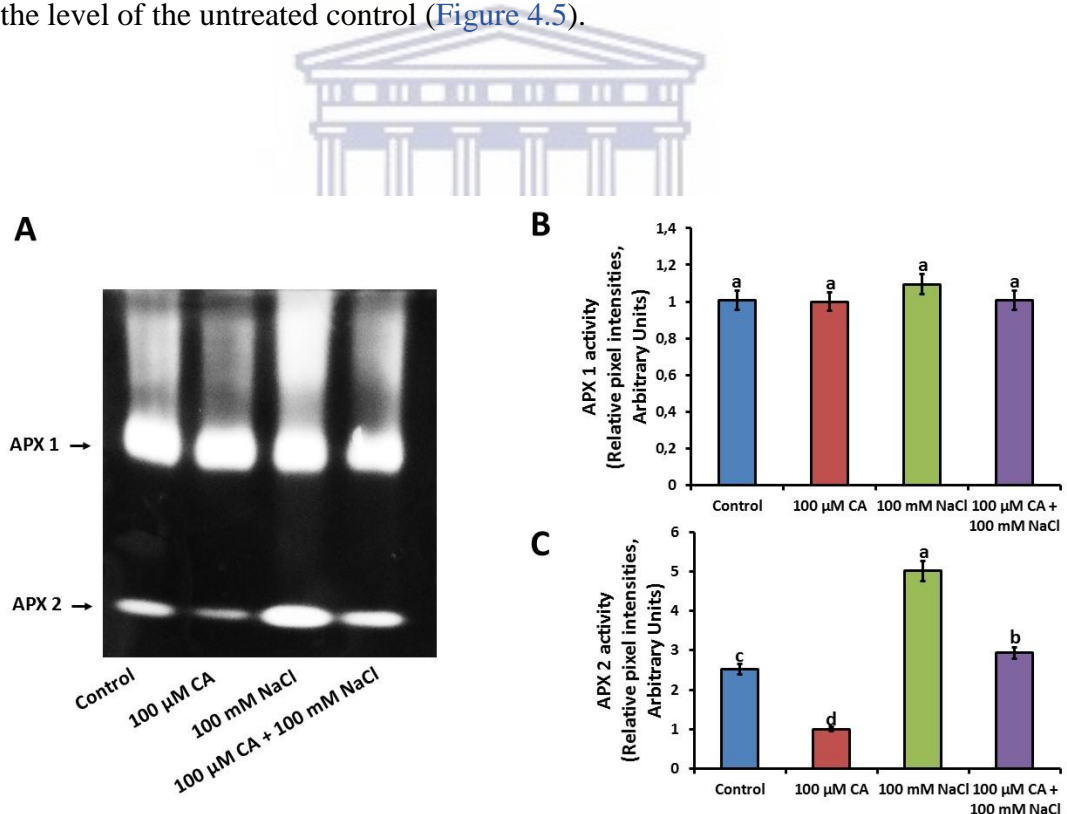 the level of the untreated control (Figure 4.5).
A
APX 1 →
APX 2 →
Control
100 µM CA
100 mM NaCl
100 µM CA + 100 mM NaCl
B
APX 1 activity
(Relative pixel intensities,
Arbitrary Units)
1,4
1,2
1
0,8
0,6
0,4
0,2
0
a
a
a
a
Control
100 µM CA
100 mM NaCl
100 µM CA +
100 mM NaCl
C
APX 2 activity
(Relative pixel intensities,
Arbitrary Units)
6
5
4
3
2
1
0
c
d
a
b
Control
100 µM CA
100 mM NaCl
100 µM CA +
100 mM NaCl